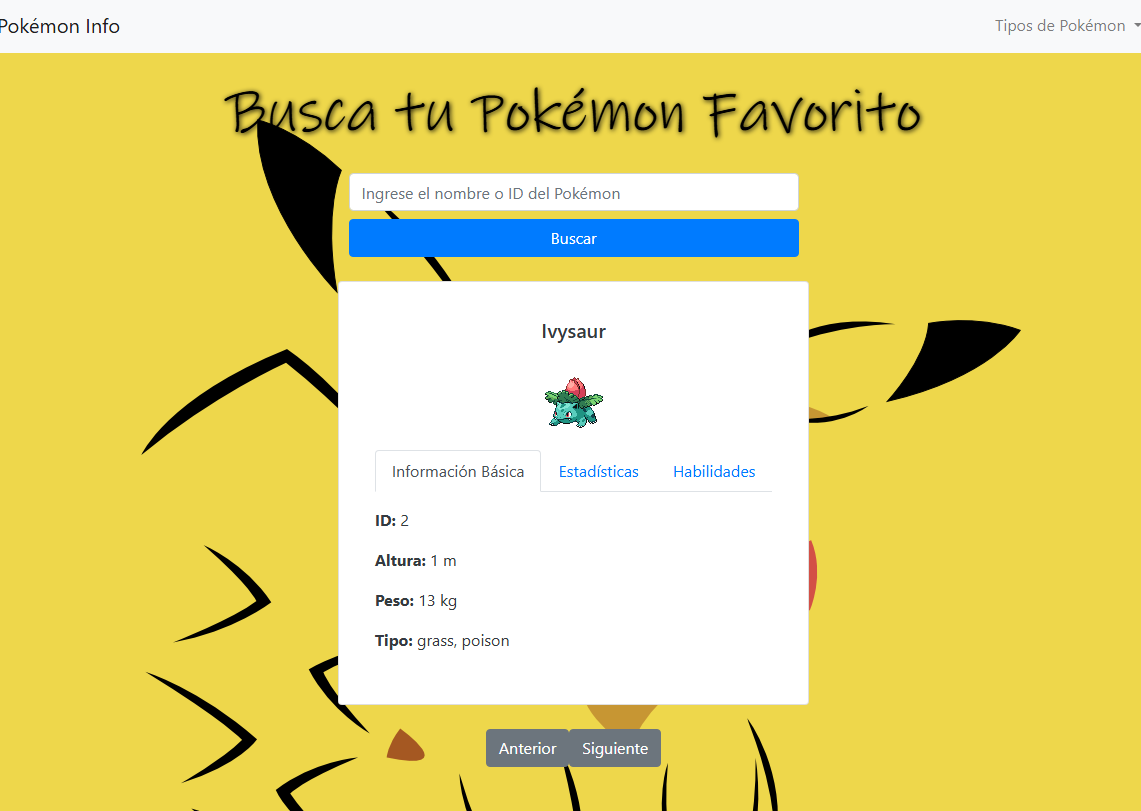 Pokémon Info
Tipos de Pokémon
Busca tu Pokémon Favorito
Ingrese el nombre o ID del Pokémon
Buscar
Ivysaur
Información Básica Estadísticas Habilidades
ID: 2
Altura: 1 m
Peso: 13 kg
Tipo: grass, poison
Anterior Siguiente